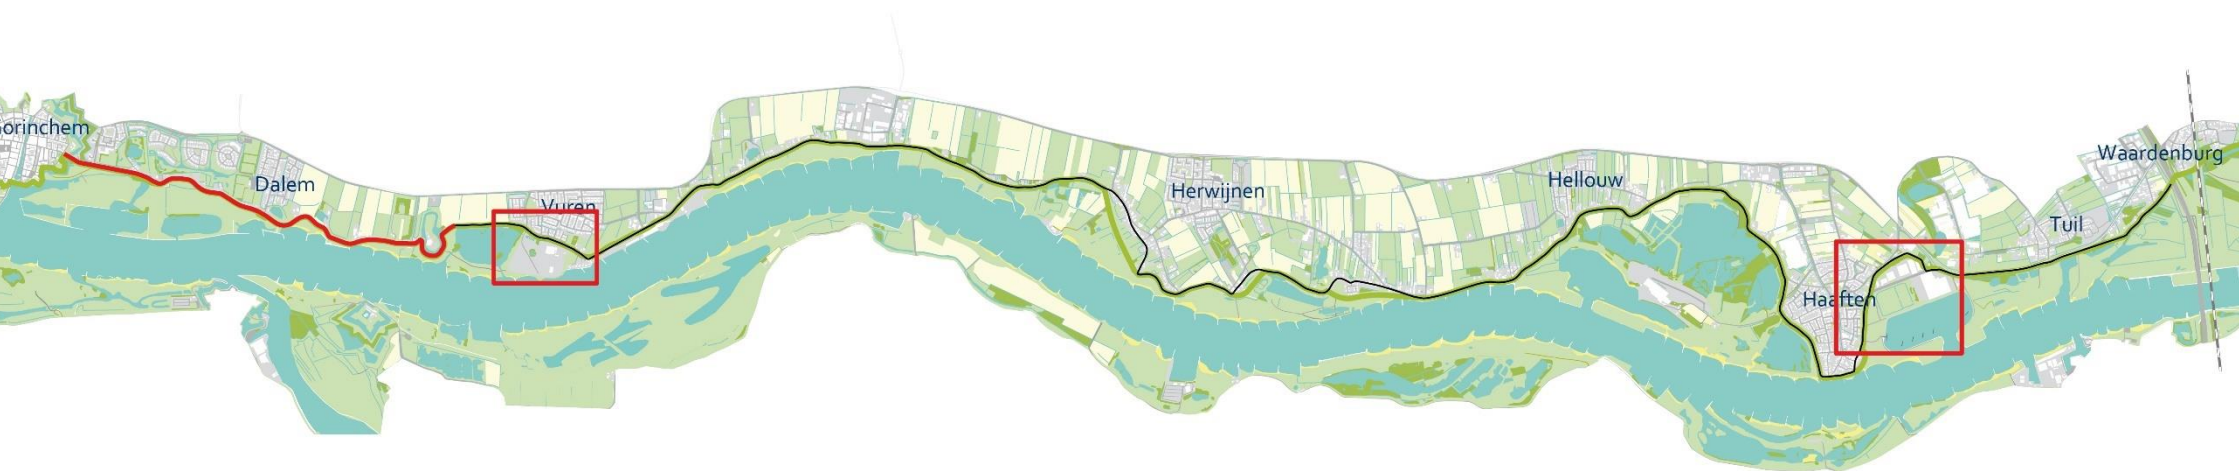 orinchem
Dalem
Vuren
Herwijnen
Hellouw
Haaften
Tuil
Waardenburg